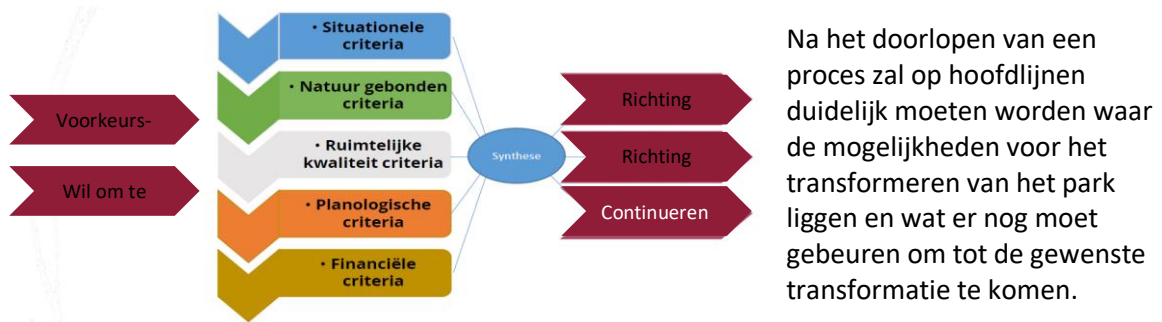 Voorkeurs-
Wil om te
• Situationele
criteria
• Natuur gebonden
criteria
• Ruimtelijke
kwaliteit criteria
• Planologische
criteria
• Financiële
criteria
Synthese
Richting
Richting
Continueren
Na het doorlopen van een
proces zal op hoofdlijnen
duidelijk moeten worden waar
de mogelijkheden voor het
transformeren van het park
liggen en wat er nog moet
gebeuren om tot de gewenste
transformatie te komen.